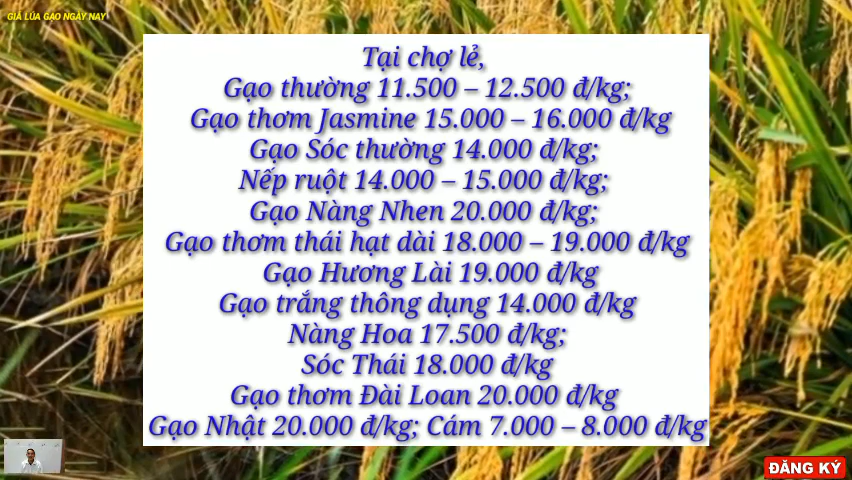 GIÁ LÚA GẠO NGÀY NAY
Tại chợ lẻ,
Gạo thường 11.500 – 12.500 đ/kg;
Gạo thơm Jasmine 15.000 – 16.000 đ/kg
Gạo Sóc thường 14.000 đ/kg;
Nếp ruột 14.000 – 15.000 đ/kg;
Gạo Nàng Nhen 20.000 đ/kg;
Gạo thơm thái hạt dài 18.000 – 19.000 đ/kg
Gạo Hương Lài 19.000 đ/kg
Gạo trắng thông dụng 14.000 đ/kg
Nàng Hoa 17.500 đ/kg;
Sóc Thái 18.000 đ/kg
Gạo thơm Đài Loan 20.000 đ/kg
Gạo Nhật 20.000 đ/kg; Cám 7.000 – 8.000 đ/kg
ĐĂNG KÝ